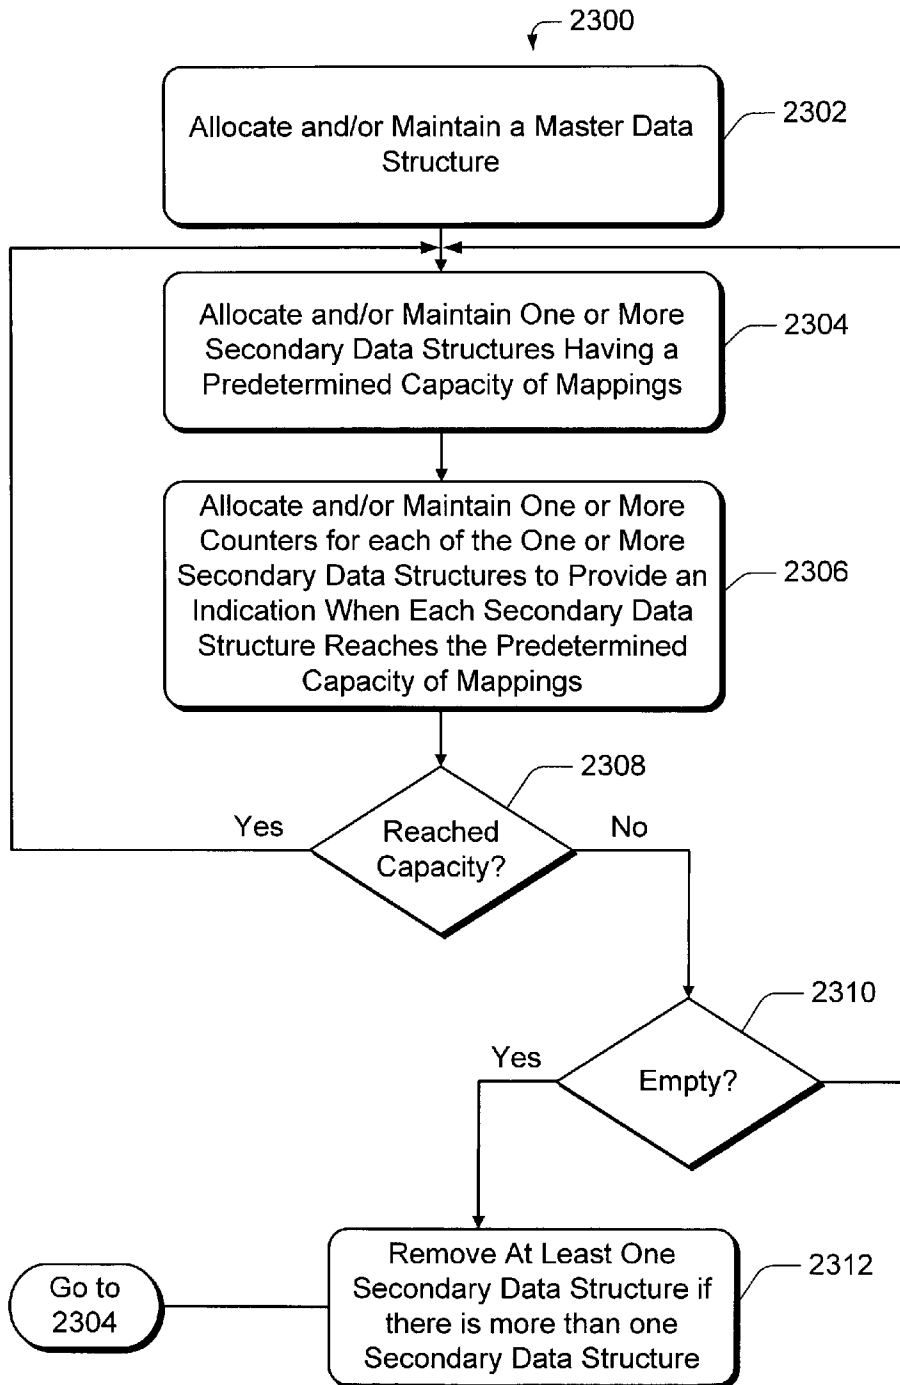 2300
Allocate and/or Maintain a Master Data
Structure
2302
Allocate and/or Maintain One or More
Secondary Data Structures Having a
Predetermined Capacity of Mappings
2304
Allocate and/or Maintain One or More
Counters for each of the One or More
Secondary Data Structures to Provide an
Indication When Each Secondary Data
Structure Reaches the Predetermined
Capacity of Mappings
2306
2308
Yes
Reached
Capacity?
No
2310
Yes
Empty?
Remove At Least One
Secondary Data Structure if
there is more than one
Secondary Data Structure
2312
Go to
2304